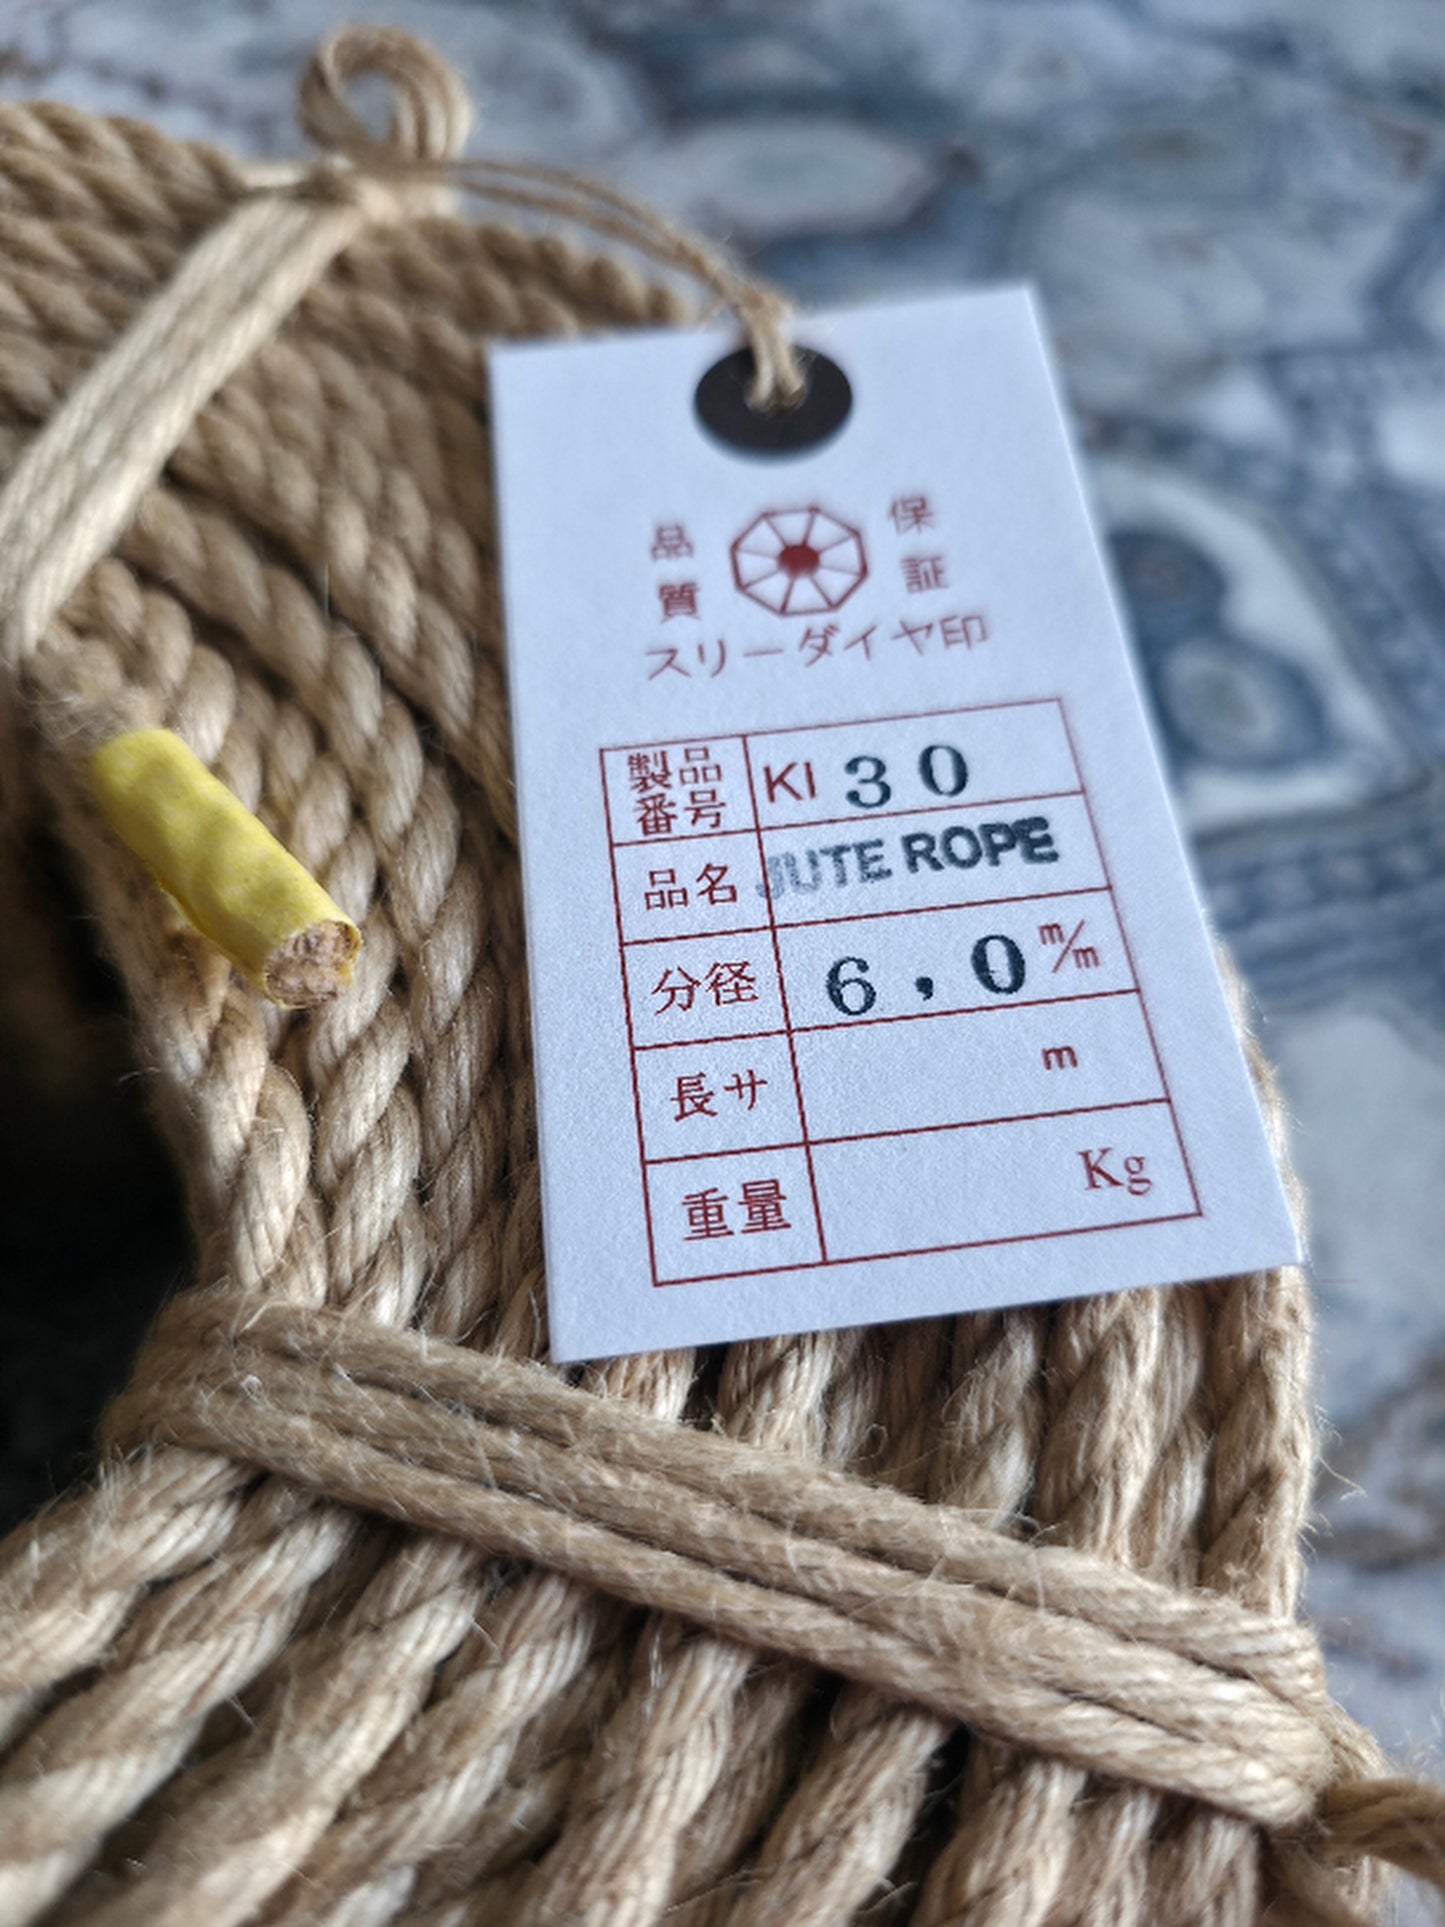 品質 保証
スリーダイヤ印
製品番号 KI 30
品名 JUTE ROPE
分径 6,0 m/m
長サ m
重量 Kg